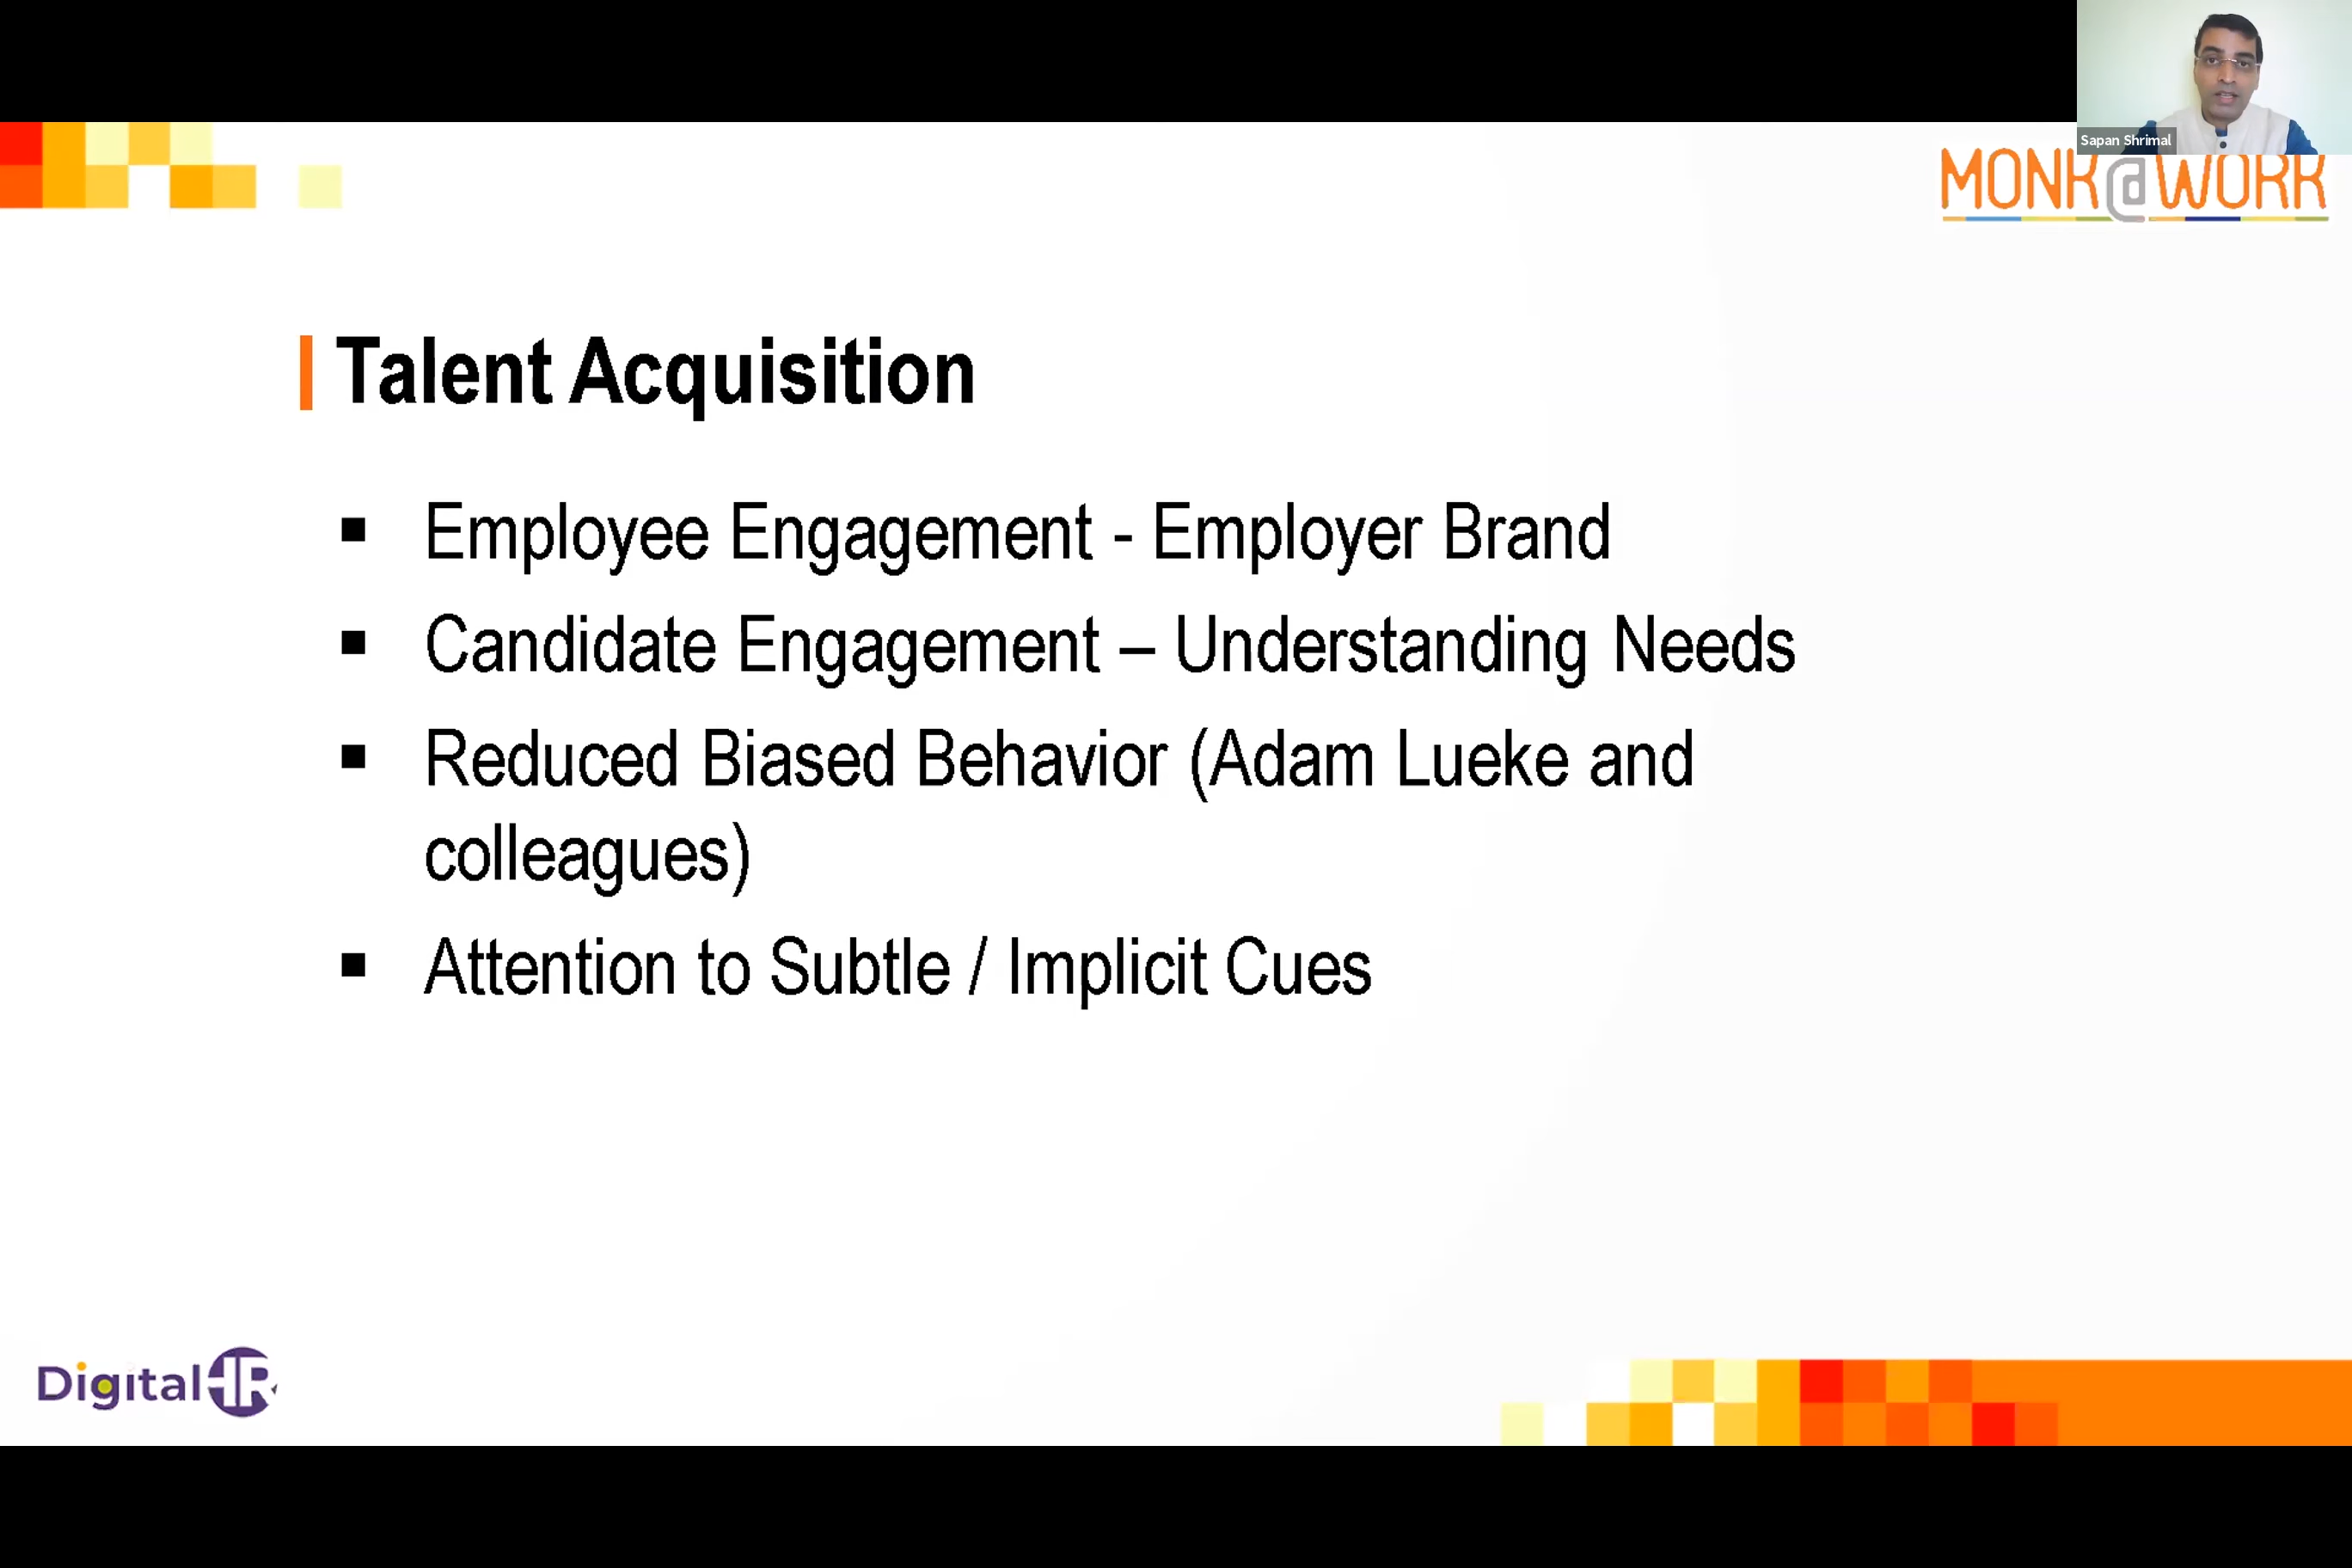 Sapan Shrimal
MONK@WORK
Talent Acquisition
▪ Employee Engagement - Employer Brand
▪ Candidate Engagement – Understanding Needs
▪ Reduced Biased Behavior (Adam Lueke and
colleagues)
▪ Attention to Subtle / Implicit Cues
DigitalHR